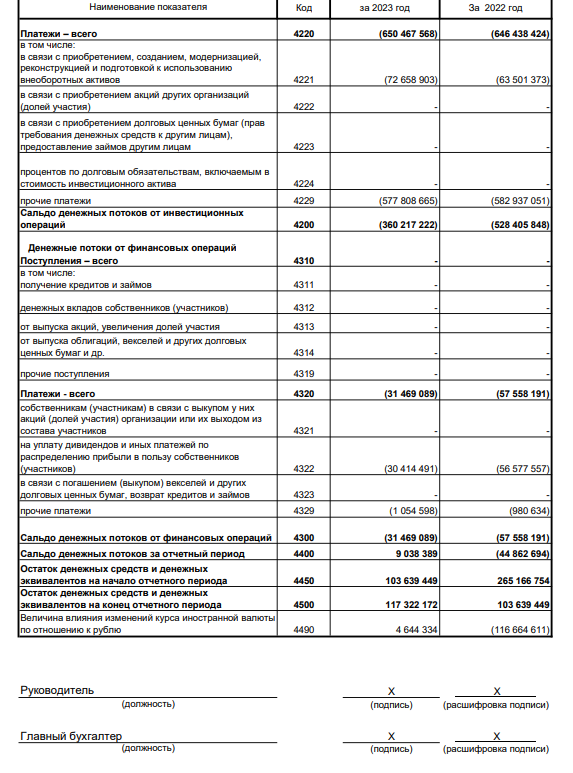 Наименование показателя Код за 2023 год За 2022 год
Платежи – всего 4220 (650 467 568) (646 438 424)
в том числе:
в связи с приобретением, созданием, модернизацией,
реконструкцией и подготовкой к использованию
внеоборотных активов 4221 (72 658 903) (63 501 373)
в связи с приобретением акций других организаций
(долей участия) 4222 - -
в связи с приобретением долговых ценных бумаг (прав
требования денежных средств к другим лицам),
предоставление займов другим лицам 4223 - -
процентов по долговым обязательствам, включаемым в
стоимость инвестиционного актива 4224 - -
прочие платежи 4229 (577 808 665) (582 937 051)
Сальдо денежных потоков от инвестиционных
операций 4200 (360 217 222) (528 405 848)
Денежные потоки от финансовых операций
Поступления – всего 4310 - -
в том числе:
получение кредитов и займов 4311 - -
денежных вкладов собственников (участников) 4312 - -
от выпуска акций, увеличения долей участия 4313 - -
от выпуска облигаций, векселей и других долговых
ценных бумаг и др. 4314 - -
прочие поступления 4319 - -
Платежи - всего 4320 (31 469 089) (57 558 191)
собственникам (участникам) в связи с выкупом у них
акций (долей участия) организации или их выходом из
состава участников 4321 - -
на уплату дивидендов и иных платежей по
распределению прибыли в пользу собственников
(участников) 4322 (30 414 491) (56 577 557)
в связи с погашением (выкупом) векселей и других
долговых ценных бумаг, возврат кредитов и займов 4323 - -
прочие платежи 4329 (1 054 598) (980 634)
Сальдо денежных потоков от финансовых операций 4300 (31 469 089) (57 558 191)
Сальдо денежных потоков за отчетный период 4400 9 038 389 (44 862 694)
Остаток денежных средств и денежных
эквивалентов на начало отчетного периода 4450 103 639 449 265 166 754
Остаток денежных средств и денежных
эквивалентов на конец отчетного периода 4500 117 322 172 103 639 449
Величина влияния изменений курса иностранной валюты
по отношению к рублю 4490 4 644 334 (116 664 611)
Руководитель X X
(должность) (подпись) (расшифровка подписи)
Главный бухгалтер X X
(должность) (подпись) (расшифровка подписи)